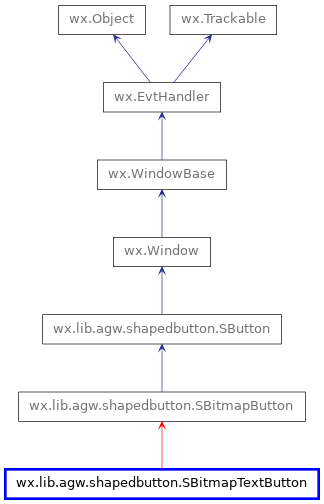 wx.Object
wx.Trackable
wx.EvtHandler
wx.WindowBase
wx.Window
wx.lib.agw.shapedbutton.SButton
wx.lib.agw.shapedbutton.SBitmapButton
wx.lib.agw.shapedbutton.SBitmapTextButton